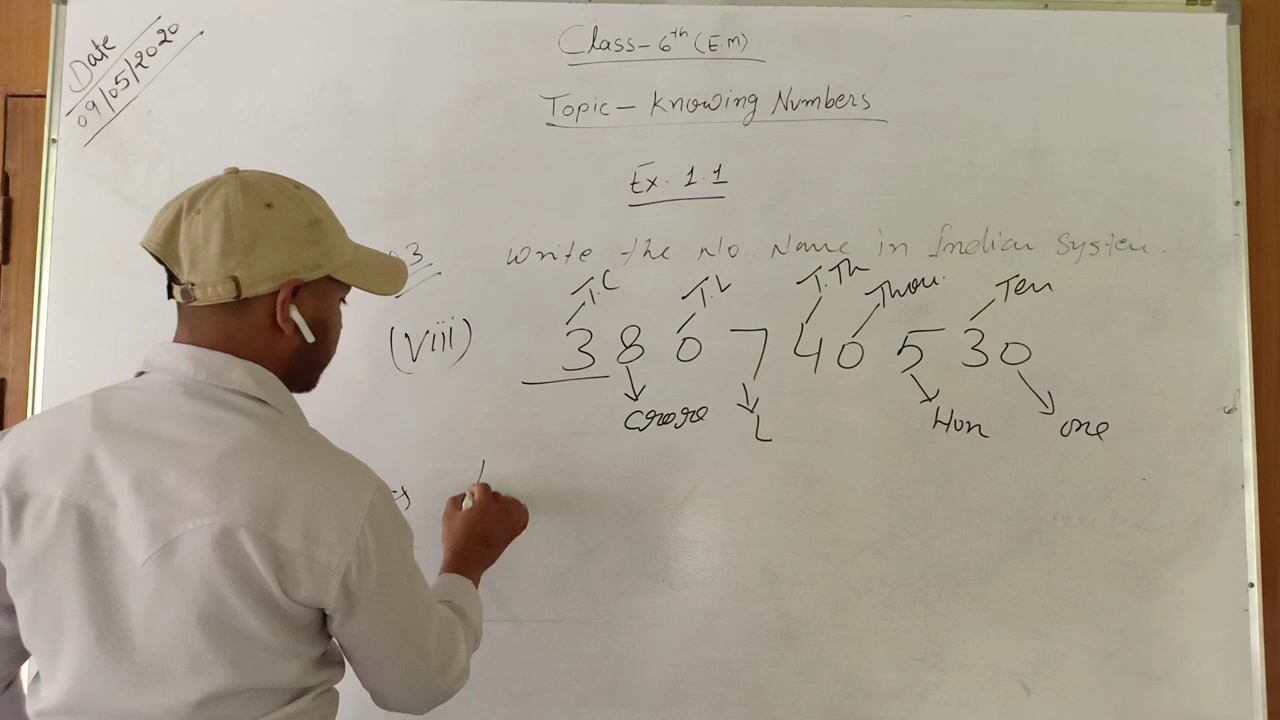 Date
09/05/2020
Class-6th (E.M)
Topic - Knowing Numbers
Ex. 1.1
3 Write the No. Name in Indian System.
T.C T.L T.Th Thou. Ten
(viii) 3 8 0 7 4 0 5 3 0
Crore L Hun one